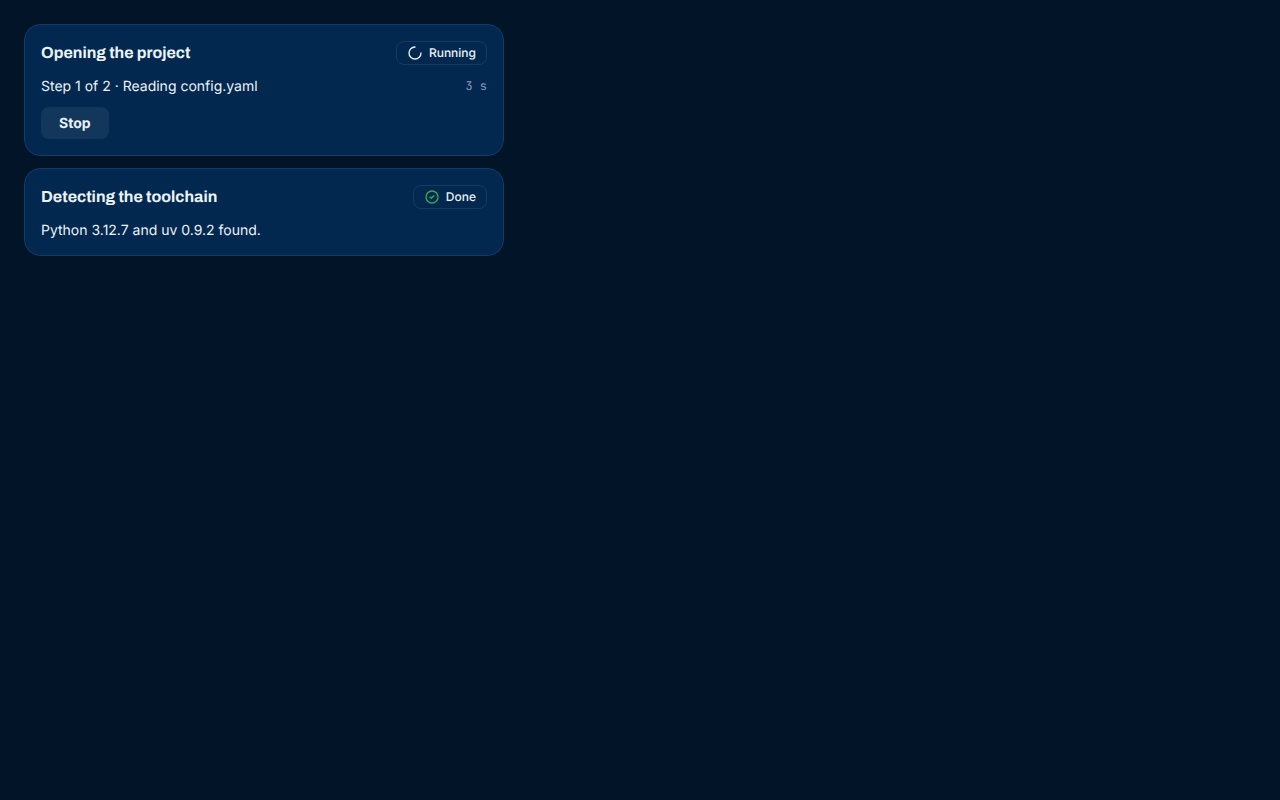 Opening the project
Running
Step 1 of 2 · Reading config.yaml
3 s
Stop
Detecting the toolchain
Done
Python 3.12.7 and uv 0.9.2 found.